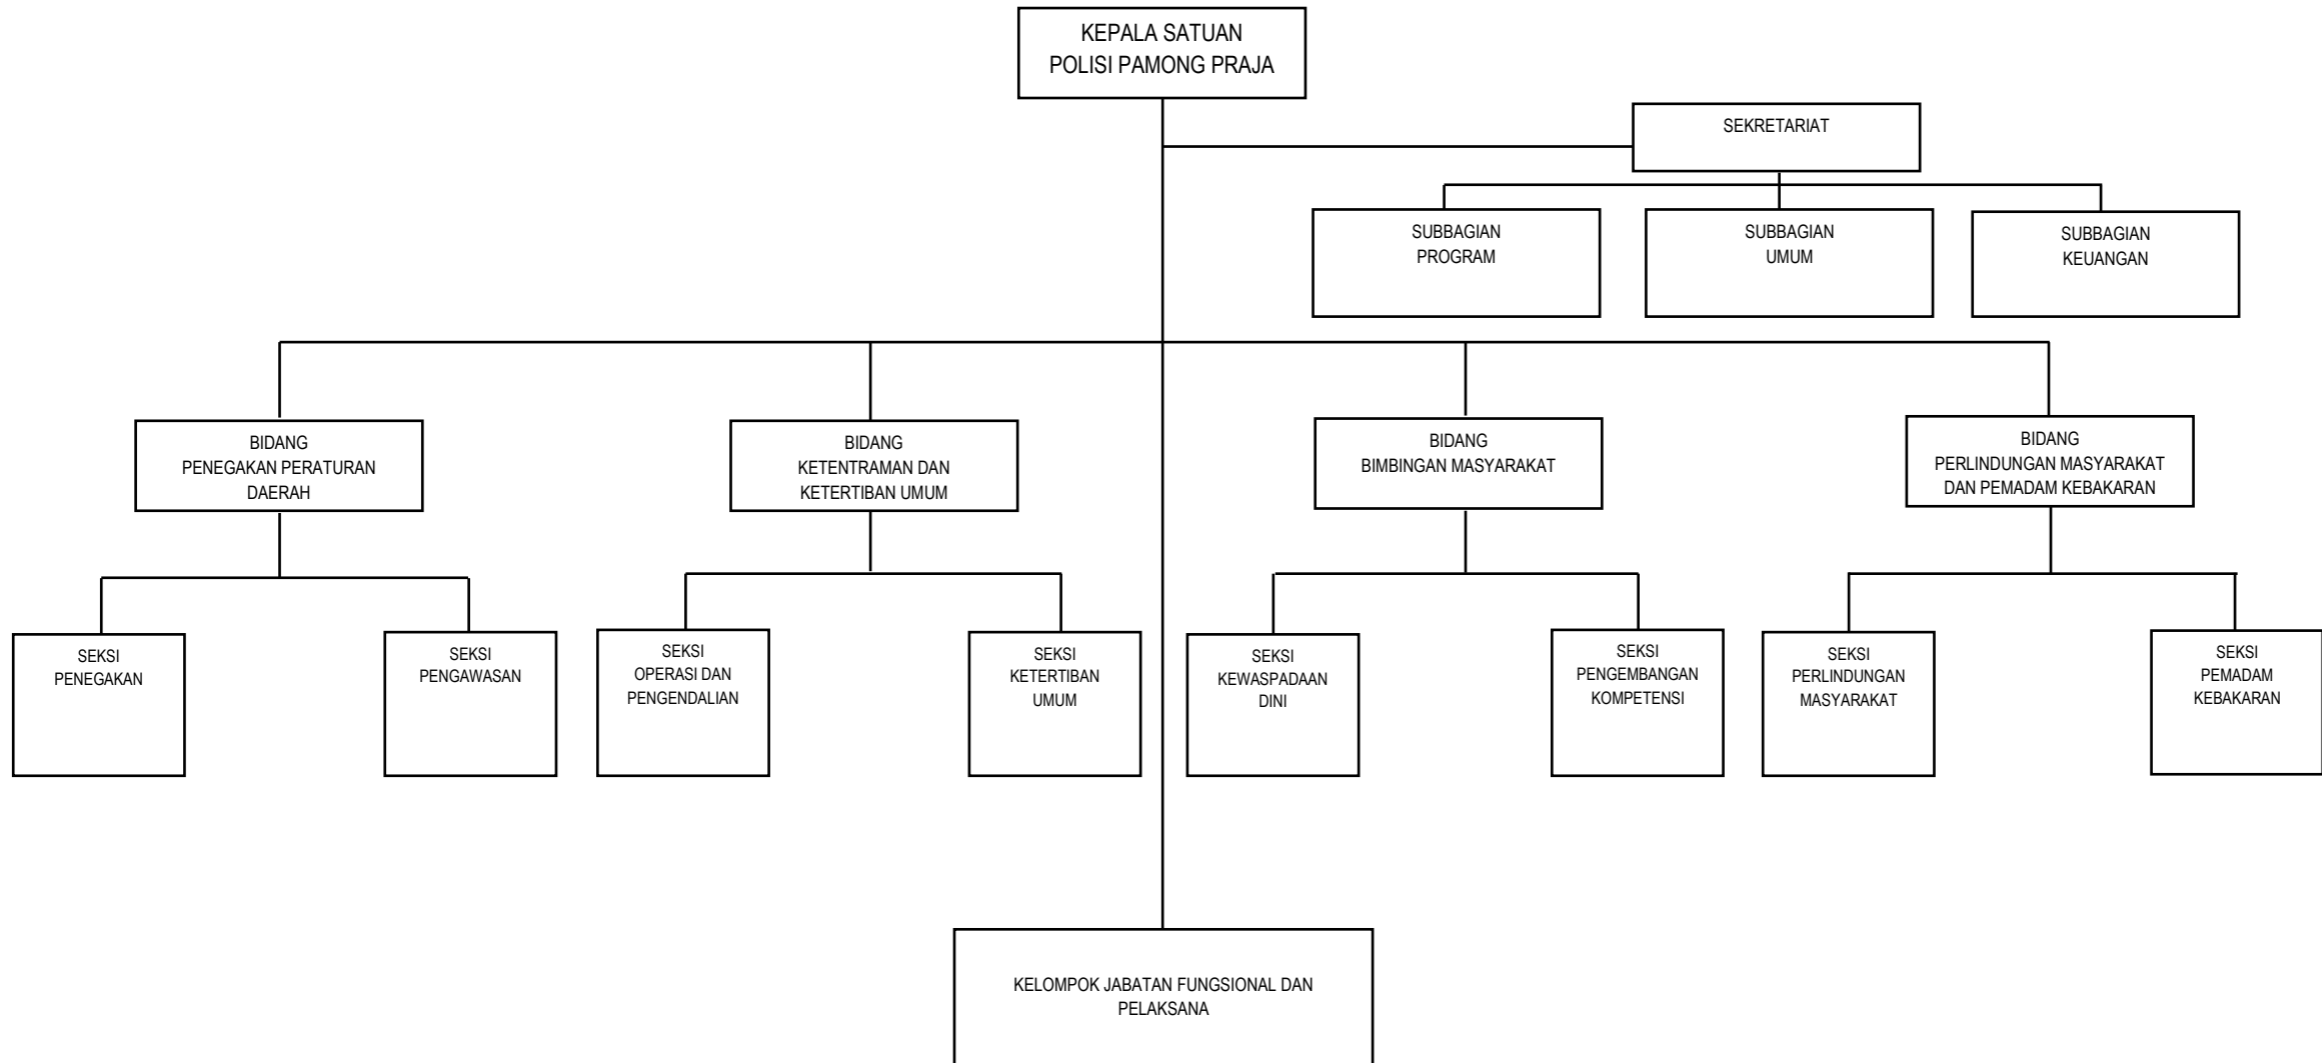 KEPALA SATUAN
POLISI PAMONG PRAJA
SEKRETARIAT
SUBBAGIAN
PROGRAM
SUBBAGIAN
UMUM
SUBBAGIAN
KEUANGAN
BIDANG
PENEGAKAN PERATURAN
DAERAH
BIDANG
KETENTRAMAN DAN
KETERTIBAN UMUM
BIDANG
BIMBINGAN MASYARAKAT
BIDANG
PERLINDUNGAN MASYARAKAT
DAN PEMADAM KEBAKARAN
SEKSI
PENEGAKAN
SEKSI
PENGAWASAN
SEKSI
OPERASI DAN
PENGENDALIAN
SEKSI
KETERTIBAN
UMUM
SEKSI
KEWASPADAAN
DINI
SEKSI
PENGEMBANGAN
KOMPETENSI
SEKSI
PERLINDUNGAN
MASYARAKAT
SEKSI
PEMADAM
KEBAKARAN
KELOMPOK JABATAN FUNGSIONAL DAN
PELAKSANA